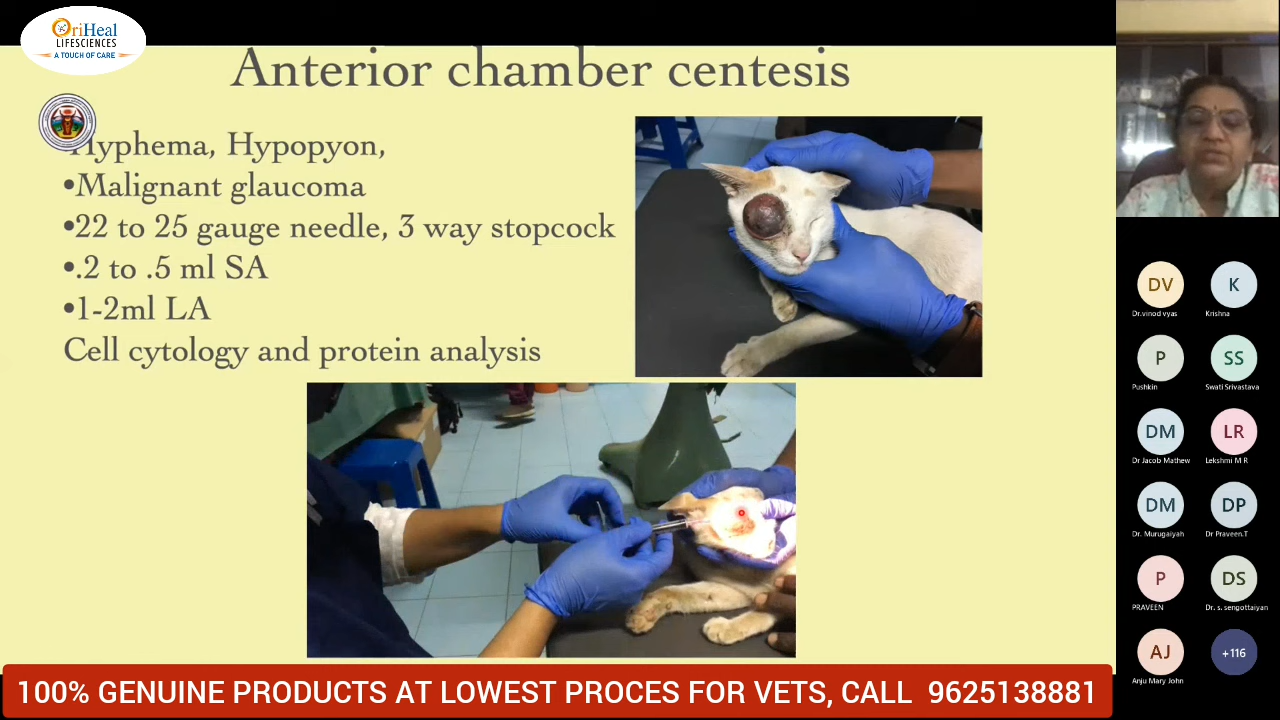 OriHeal
LIFESCIENCES
A TOUCH OF CARE
Anterior chamber centesis
Hyphema, Hypopyon,
•Malignant glaucoma
•22 to 25 gauge needle, 3 way stopcock
•.2 to .5 ml SA
•1-2ml LA
Cell cytology and protein analysis
DV
Dr.vinod vyas
K
Krishna
P
Pushkin
SS
Swati Srivastava
DM
Dr Jacob Mathew
LR
Lekshmi M R
DM
Dr. Murugaiyah
DP
Dr Praveen.T
P
PRAVEEN
DS
Dr. s. sengottaiyan
AJ
Anju Mary John
+116
100% GENUINE PRODUCTS AT LOWEST PROCES FOR VETS, CALL 9625138881